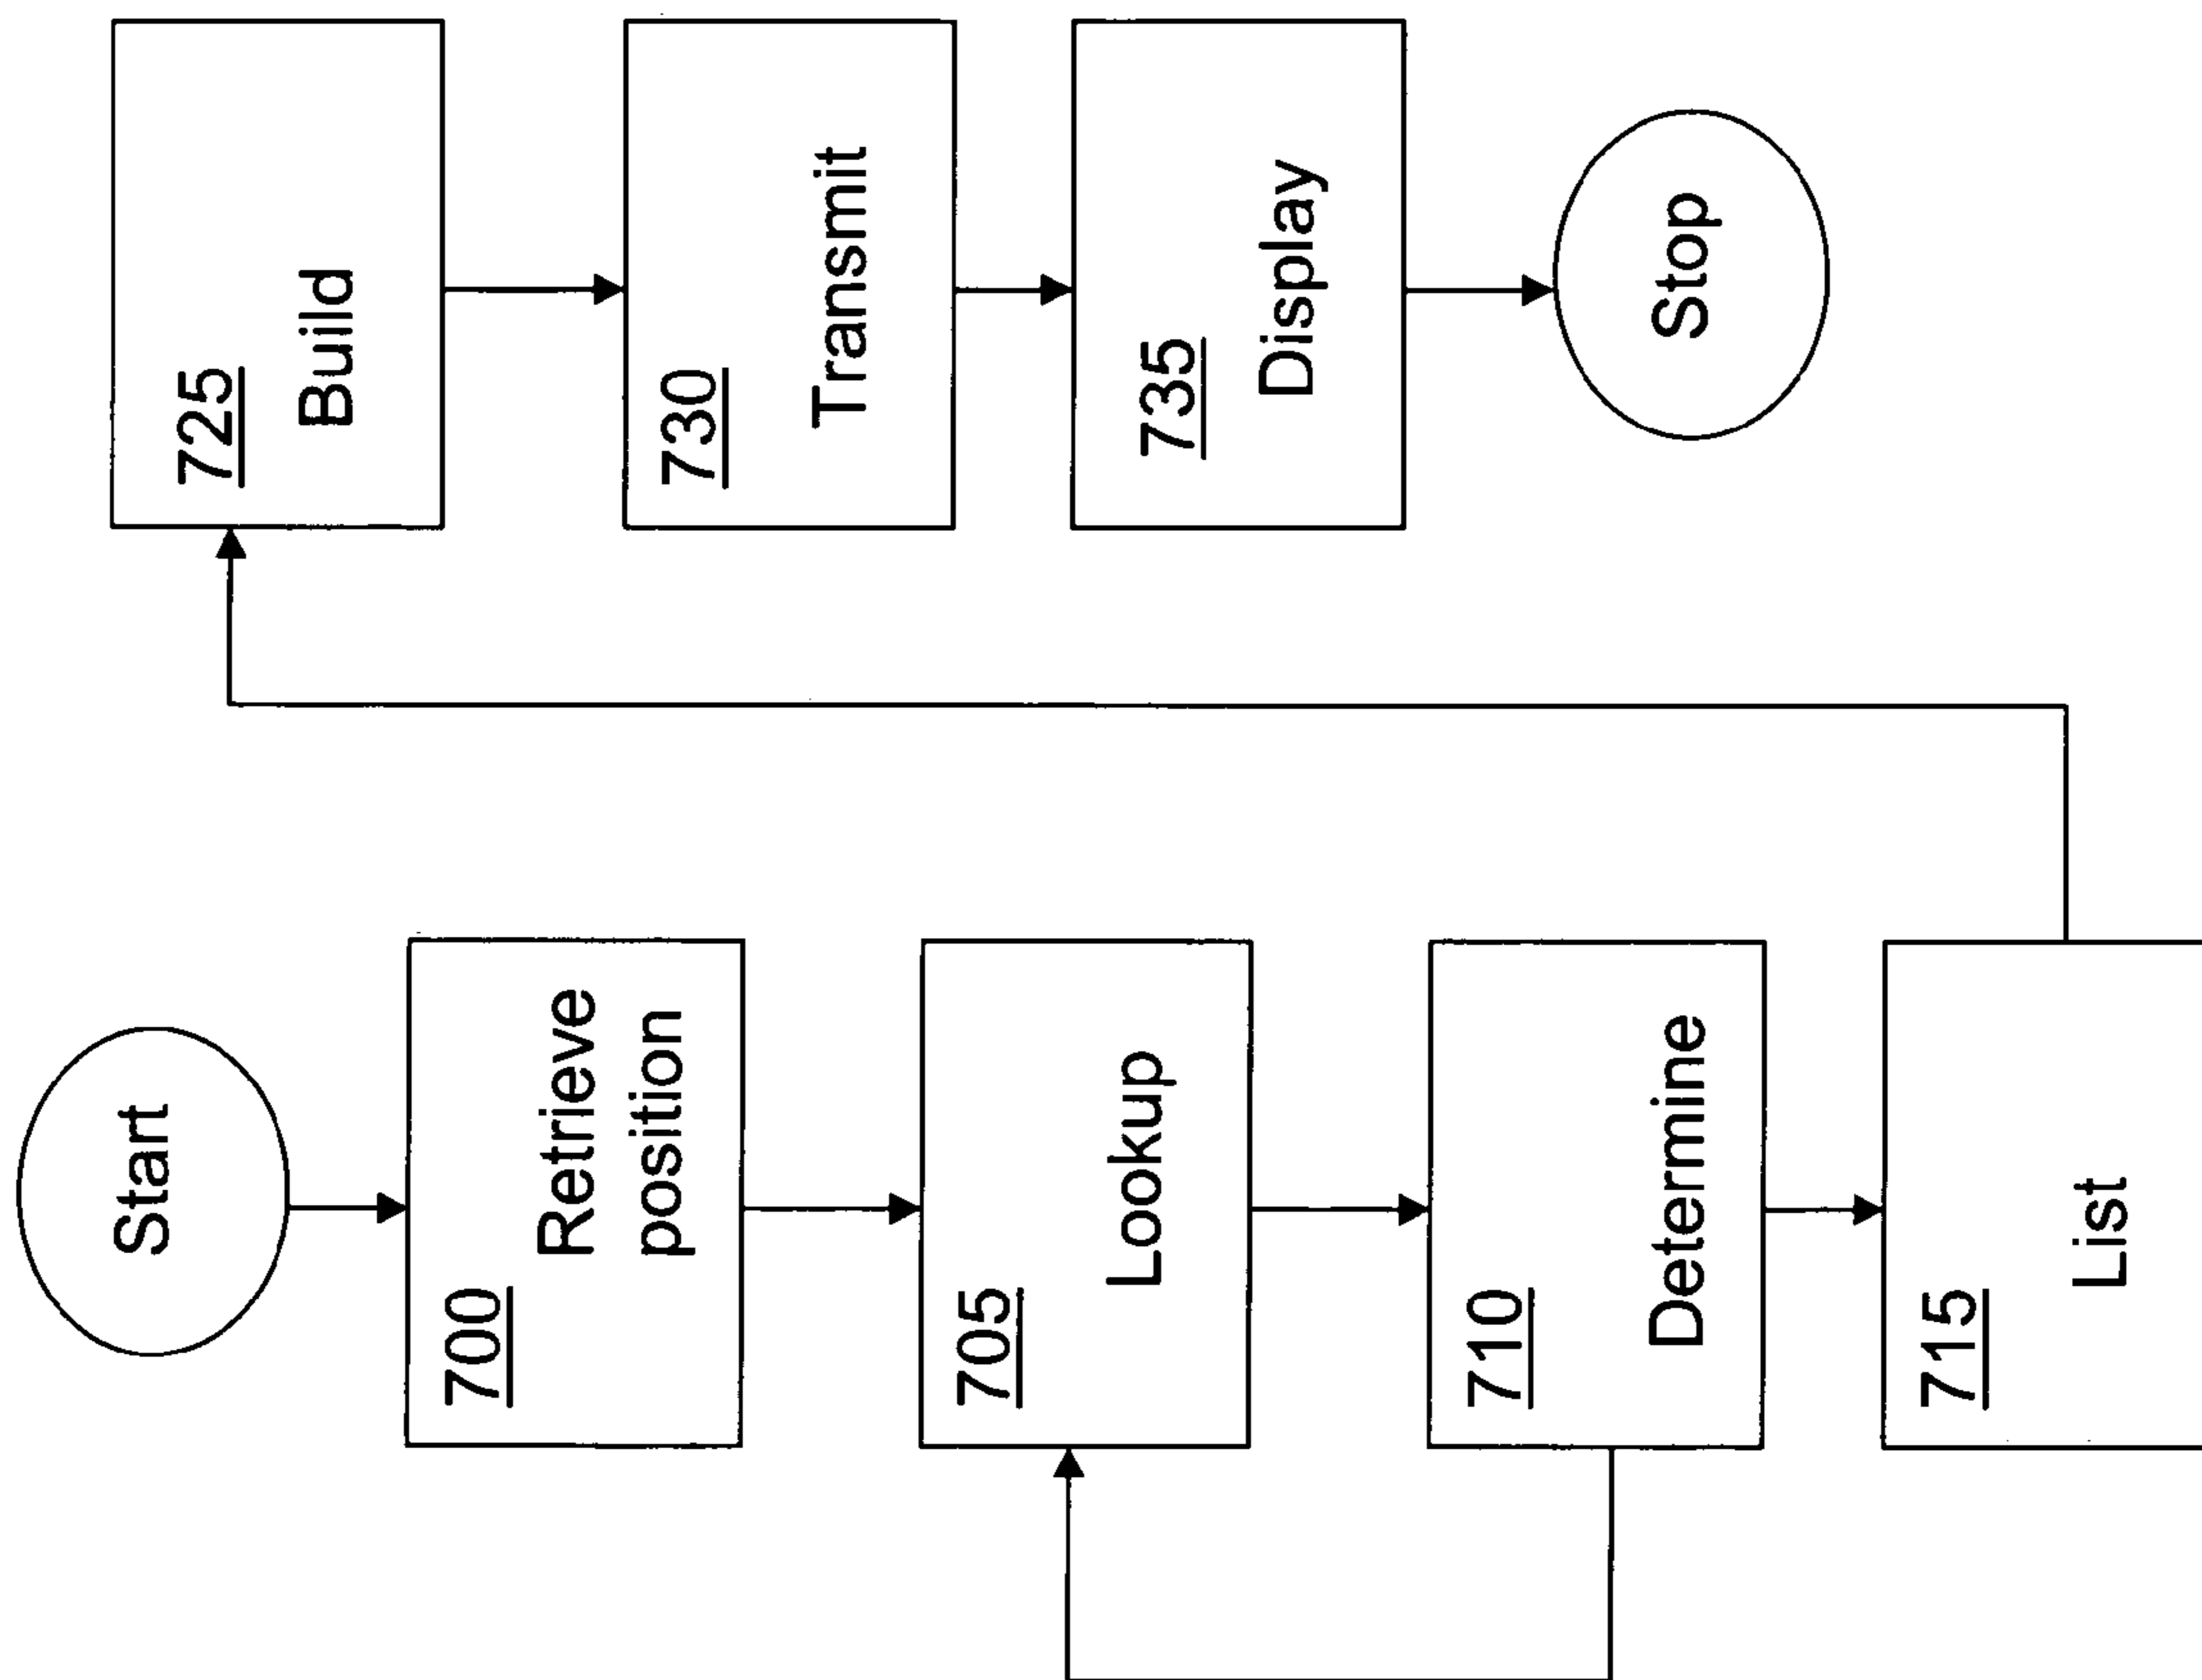 Start
700
Retrieve
position
705
Lookup
710
Determine
715
List
725
Build
730
Transmit
735
Display
Stop